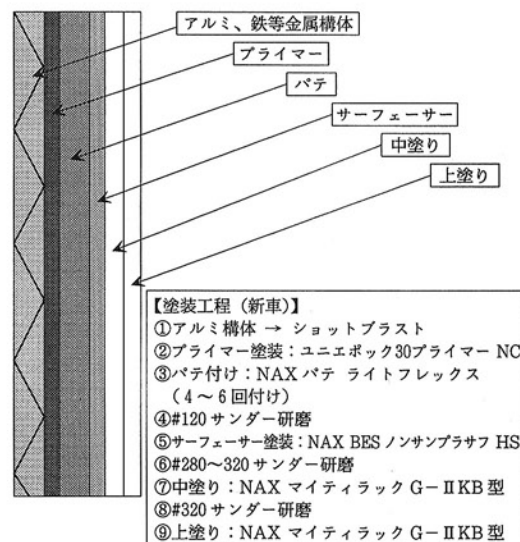 アルミ、鉄等金属構体
プライマー
パテ
サーフェーサー
中塗り
上塗り
【塗装工程（新車）】
①アルミ構体 → ショットブラスト
②プライマー塗装：ユニエポック30プライマー NC
③パテ付け：NAX パテ ライトフレックス
（4～6回付け）
④#120 サンダー研磨
⑤サーフェーサー塗装：NAX BES ノンサンプラサフ HS
⑥#280～320 サンダー研磨
⑦中塗り：NAX マイティラック G－ⅡKB 型
⑧#320 サンダー研磨
⑨上塗り：NAX マイティラック G－ⅡKB 型